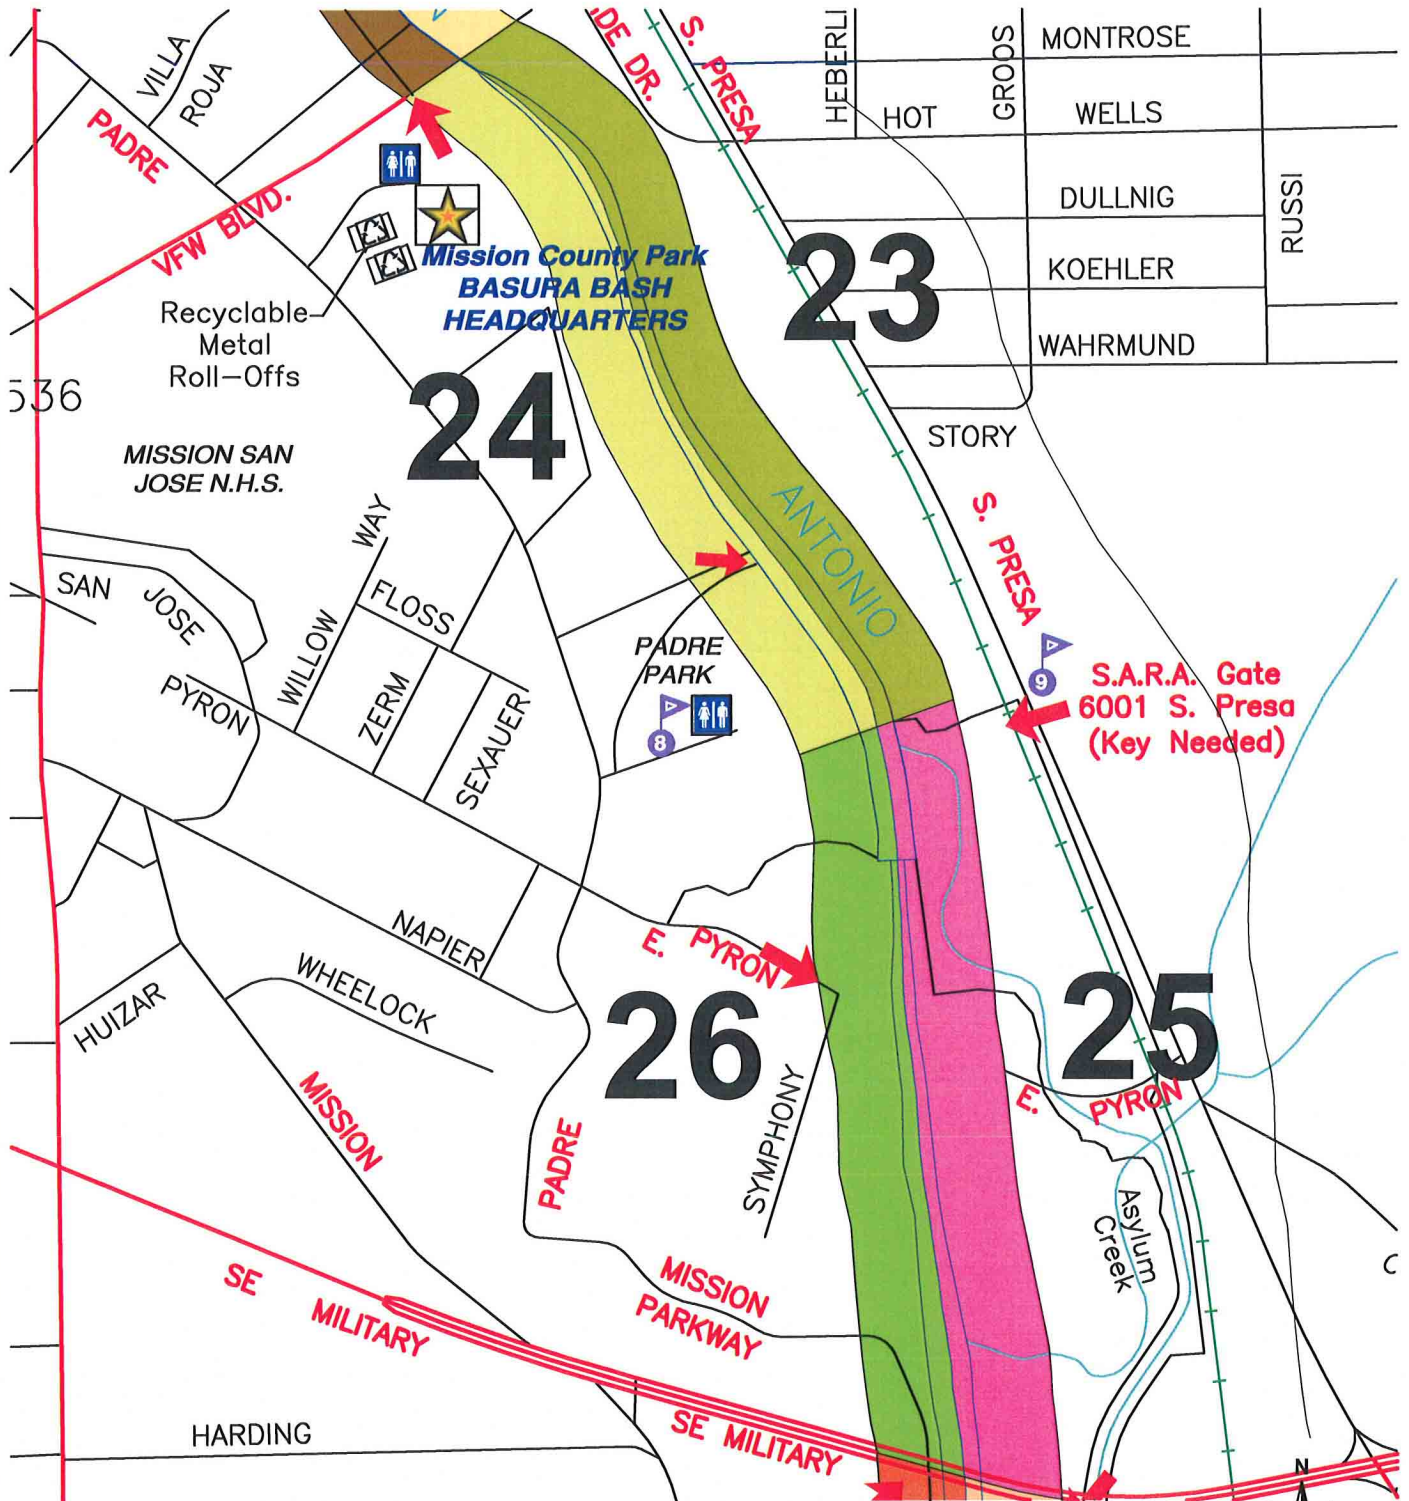 VILLA
ROJA
DE DR.
S. PRESA
HEBERLI
GROOS
MONTROSE
HOT
WELLS
PADRE
VFW BLVD.
DULLNIG
RUSSI
KOEHLER
WAHRMUND
23
Mission County Park
BASURA BASH
HEADQUARTERS
Recyclable
Metal
Roll-Offs
536
24
STORY
MISSION SAN
JOSE N.H.S.
WAY
WILLOW
FLOSS
SAN
JOSE
ANTONIO
S. PRESA
PYRON
ZERM
SEXAUER
PADRE
PARK
8
9
S.A.R.A. Gate
6001 S. Presa
(Key Needed)
NAPIER
E. PYRON
WHEELOCK
HUIZAR
26
25
MISSION
SYMPHONY
E. PYRON
PADRE
Asylum
Creek
SE MILITARY
MISSION
PARKWAY
C
HARDING
SE MILITARY
N